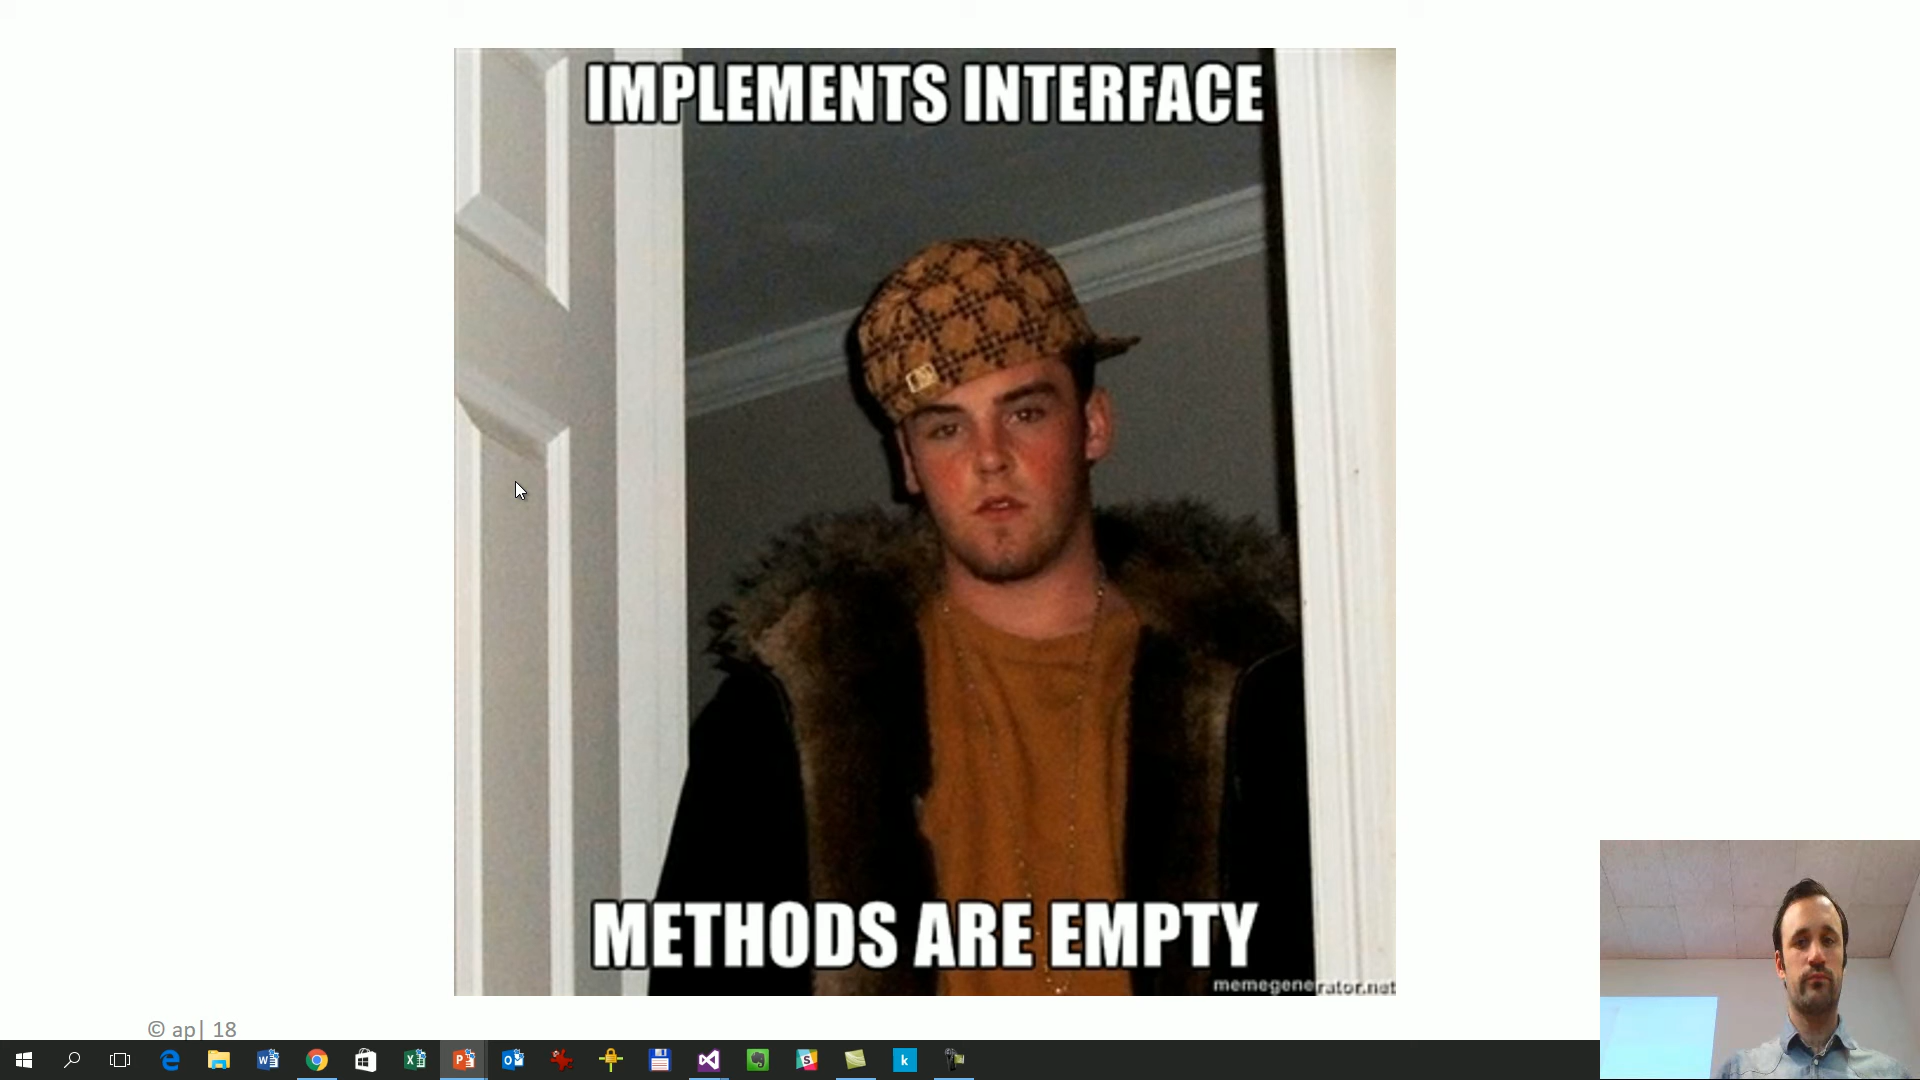 IMPLEMENTS INTERFACE
METHODS ARE EMPTY
memegenerator.net
© ap| 18